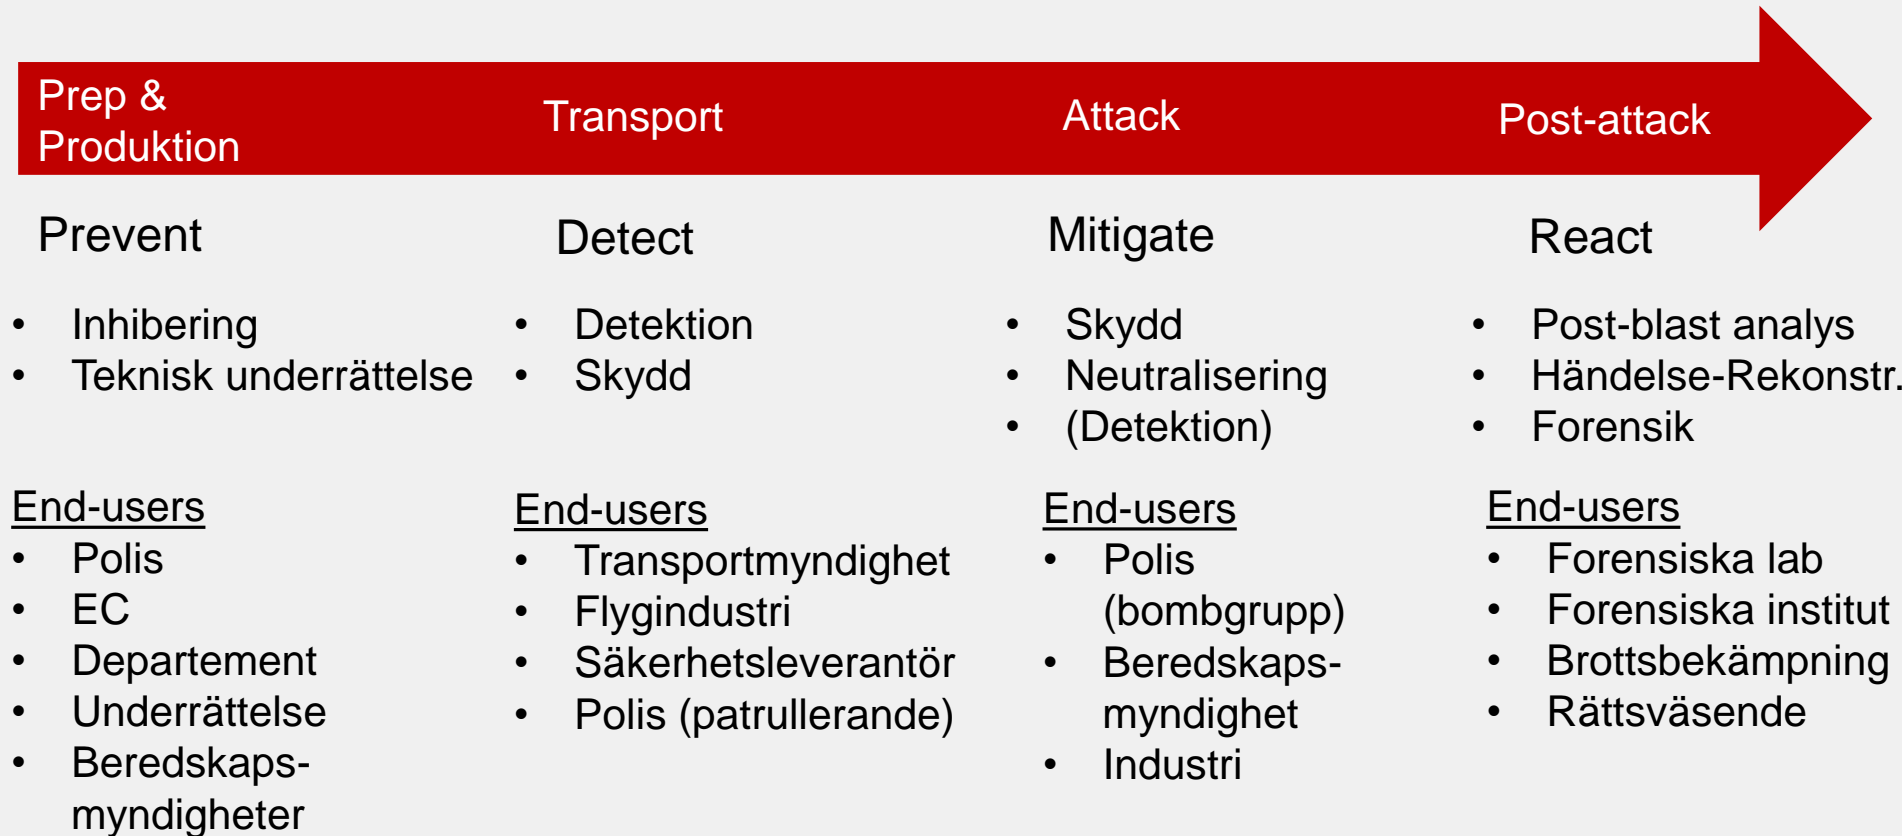 Prep &
Produktion
Transport
Attack
Post-attack
Prevent
• Inhibering
• Teknisk underrättelse
End-users
• Polis
• EC
• Departement
• Underrättelse
• Beredskaps-
myndigheter
Detect
• Detektion
• Skydd
End-users
• Transportmyndighet
• Flygindustri
• Säkerhetsleverantör
• Polis (patrullerande)
Mitigate
• Skydd
• Neutralisering
• (Detektion)
End-users
• Polis
(bombgrupp)
• Beredskaps-
myndighet
• Industri
React
• Post-blast analys
• Händelse-Rekonstr.
• Forensik
End-users
• Forensiska lab
• Forensiska institut
• Brottsbekämpning
• Rättsväsende